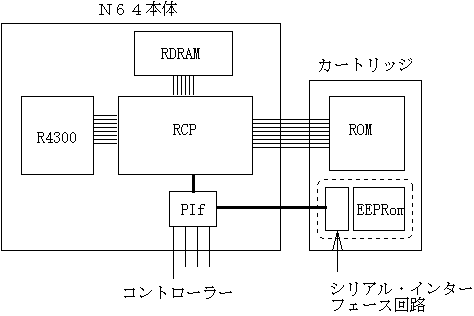 N64本体
RDRAM
カートリッジ
R4300
RCP
ROM
PIf
EEPRom
コントローラー
シリアル・インター
フェース回路